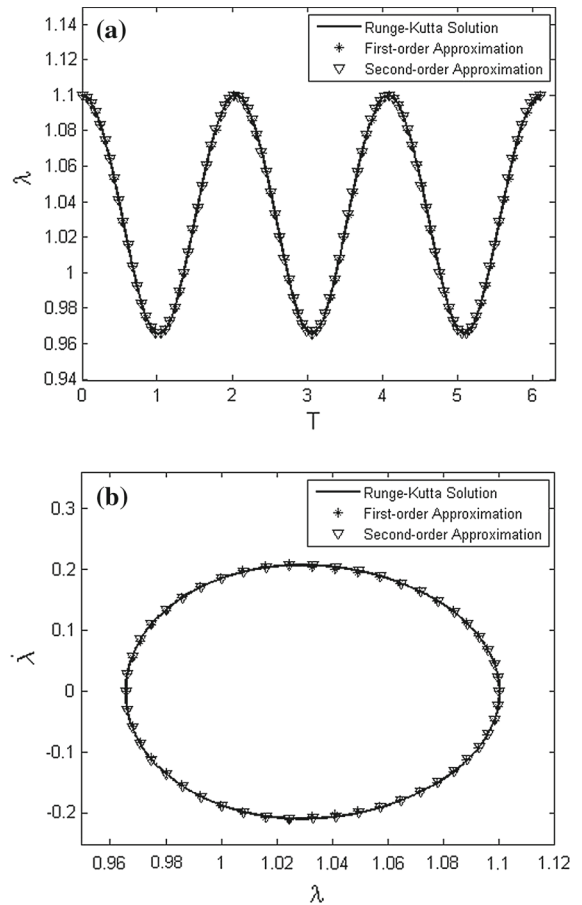 (a)
Runge-Kutta Solution
First-order Approximation
Second-order Approximation
1.14
1.12
1.1
1.08
1.06
1.04
1.02
1
0.98
0.96
0.94
λ
0 1 2 3 4 5 6
T
(b)
Runge-Kutta Solution
First-order Approximation
Second-order Approximation
0.3
0.2
0.1
0
-0.1
-0.2
λ̇
0.96 0.98 1 1.02 1.04 1.06 1.08 1.1 1.12
λ